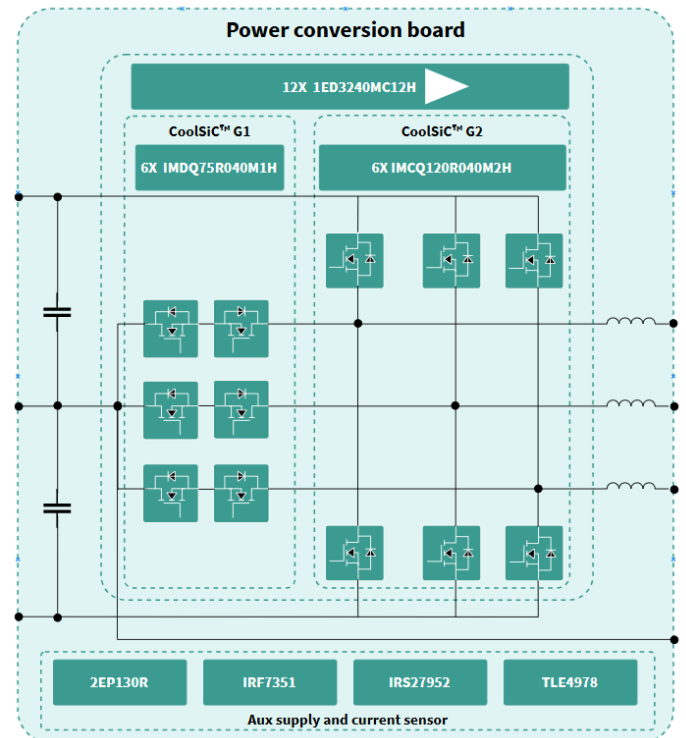 Power conversion board
12X 1ED3240MC12H
CoolSiC™ G1
CoolSiC™ G2
6X IMDQ75R040M1H
6X IMCQ120R040M2H
2EP130R
IRF7351
IRS27952
TLE4978
Aux supply and current sensor